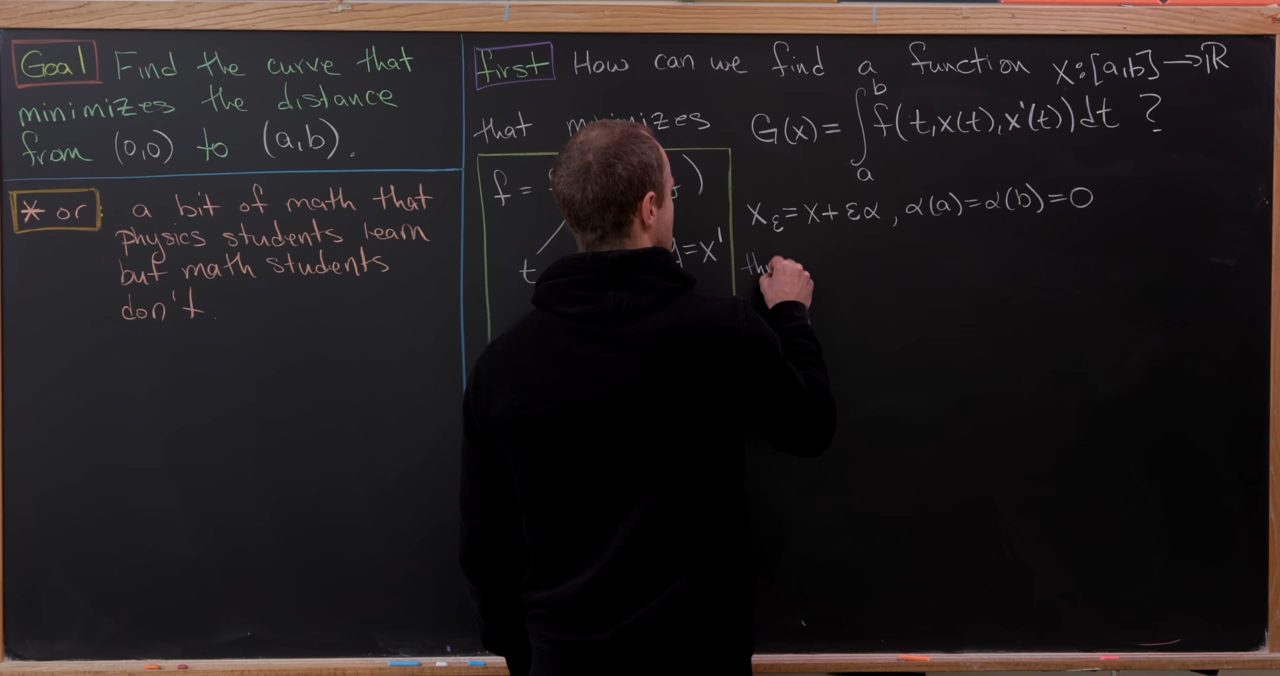 Goal Find the curve that
minimizes the distance
from (0,0) to (a,b).
* or: a bit of math that
physics students learn
but math students
don't.
first How can we find a function x:[a,b]→ℝ
that minimizes G(x)=∫_a^b f(t,x(t),x'(t))dt ?
f =
t =x'
x_ε=x+εα, α(a)=α(b)=0